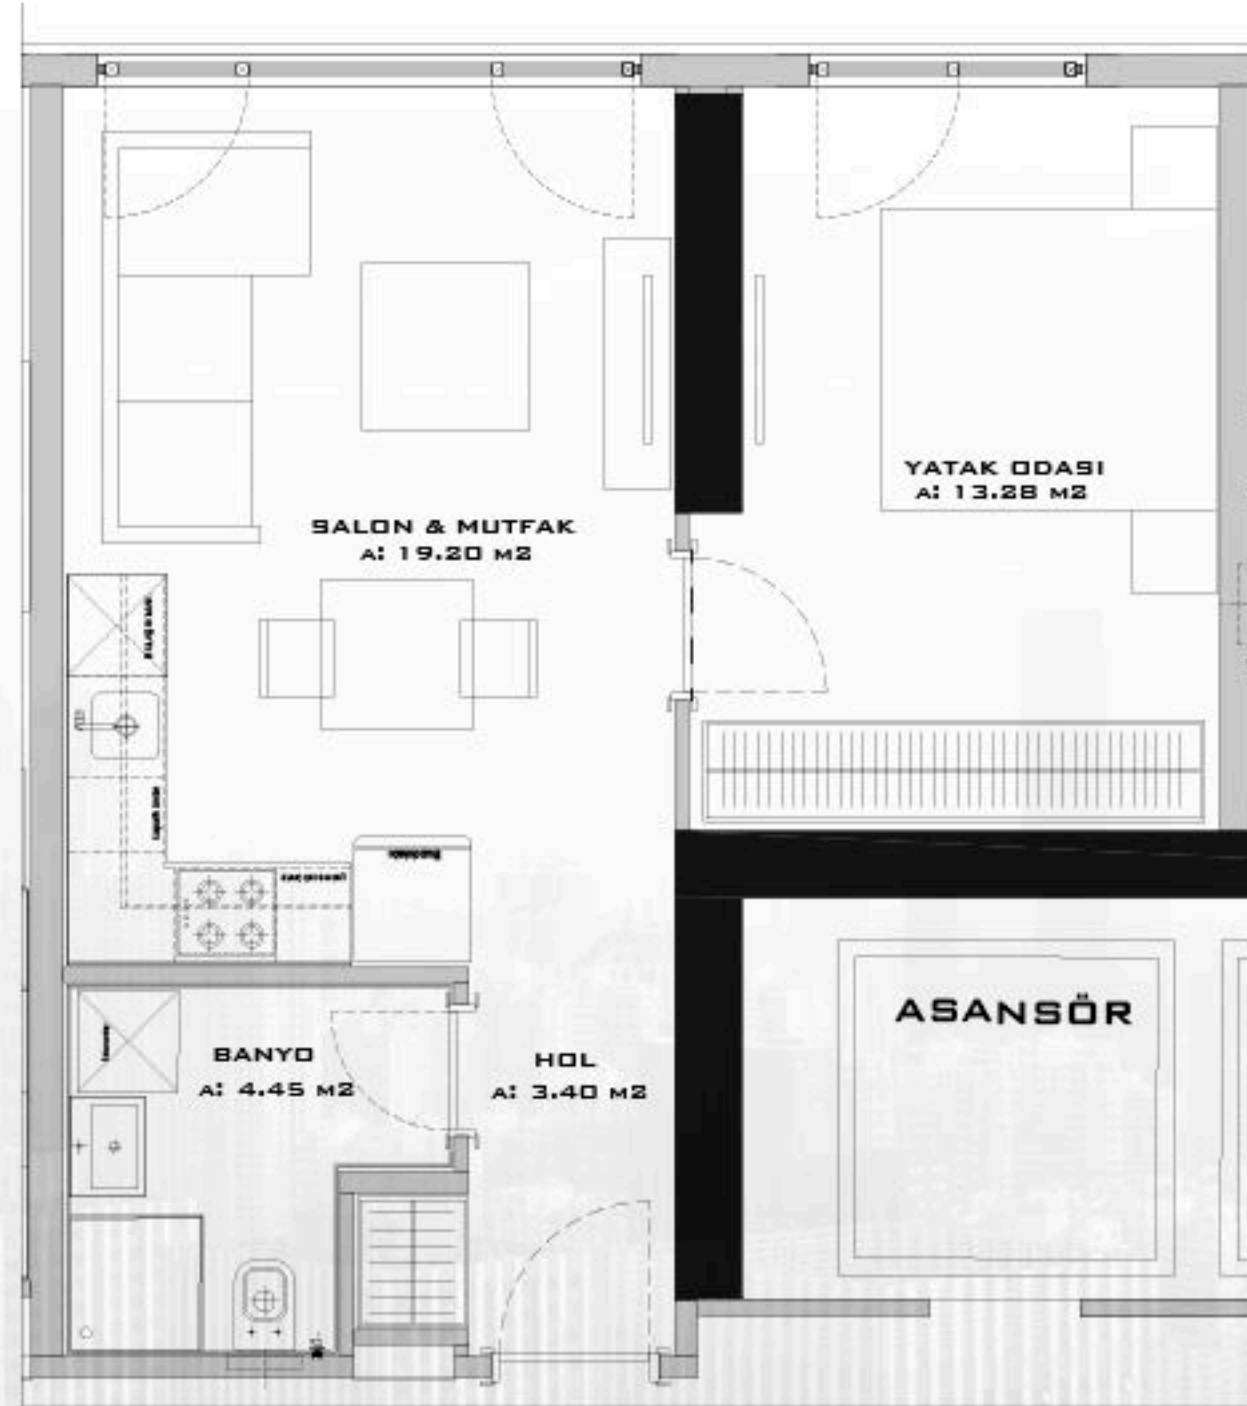 YATAK ODASI
A: 13.28 M2
SALON & MUTFAK
A: 19.20 M2
ASANSÖR
BANYO
A: 4.45 M2
HOL
A: 3.40 M2